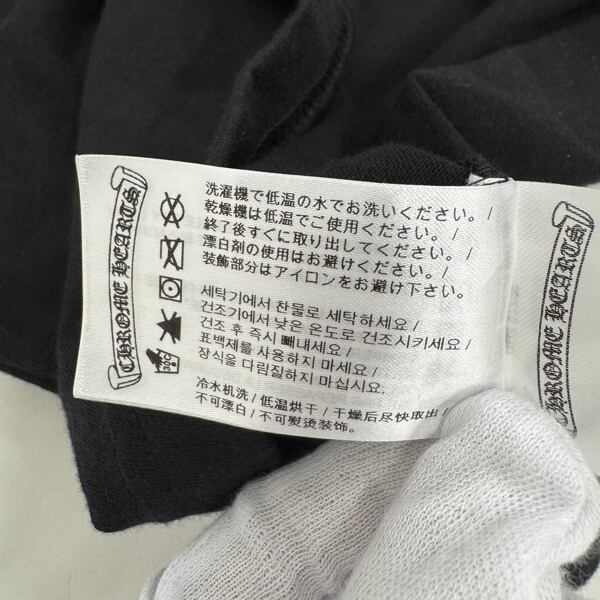 CHROME HEARTS
洗濯機で低温の水でお洗いください。/
乾燥機は低温でご使用ください。/
終了後すぐに取り出してください。/
漂白剤の使用はお避けください。/
装飾部分はアイロンをお避けください。
세탁기에서 찬물로 세탁하세요/
건조기에서 낮은 온도로 건조시키세요/
건조 후 즉시 빼내세요/
표백제를 사용하지 마세요/
장식을 다림질하지 마십시요.
冷水机洗/低温烘干/干燥后尽快取出/
不可漂白/不可熨烫装饰。
30C
CHROME HEARTS